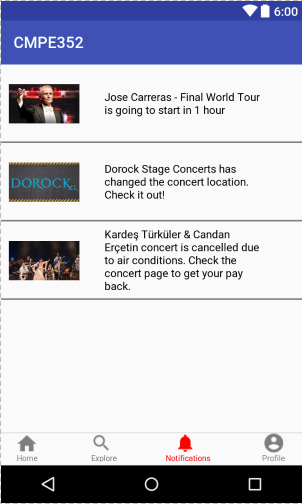 6:00
CMPE352
Jose Carreras - Final World Tour
is going to start in 1 hour
DOROCK XL
Dorock Stage Concerts has
changed the concert location.
Check it out!
Kardeş Türküler & Candan
Erçetin concert is cancelled due
to air conditions. Check the
concert page to get your pay
back.
Home
Explore
Notifications
Profile